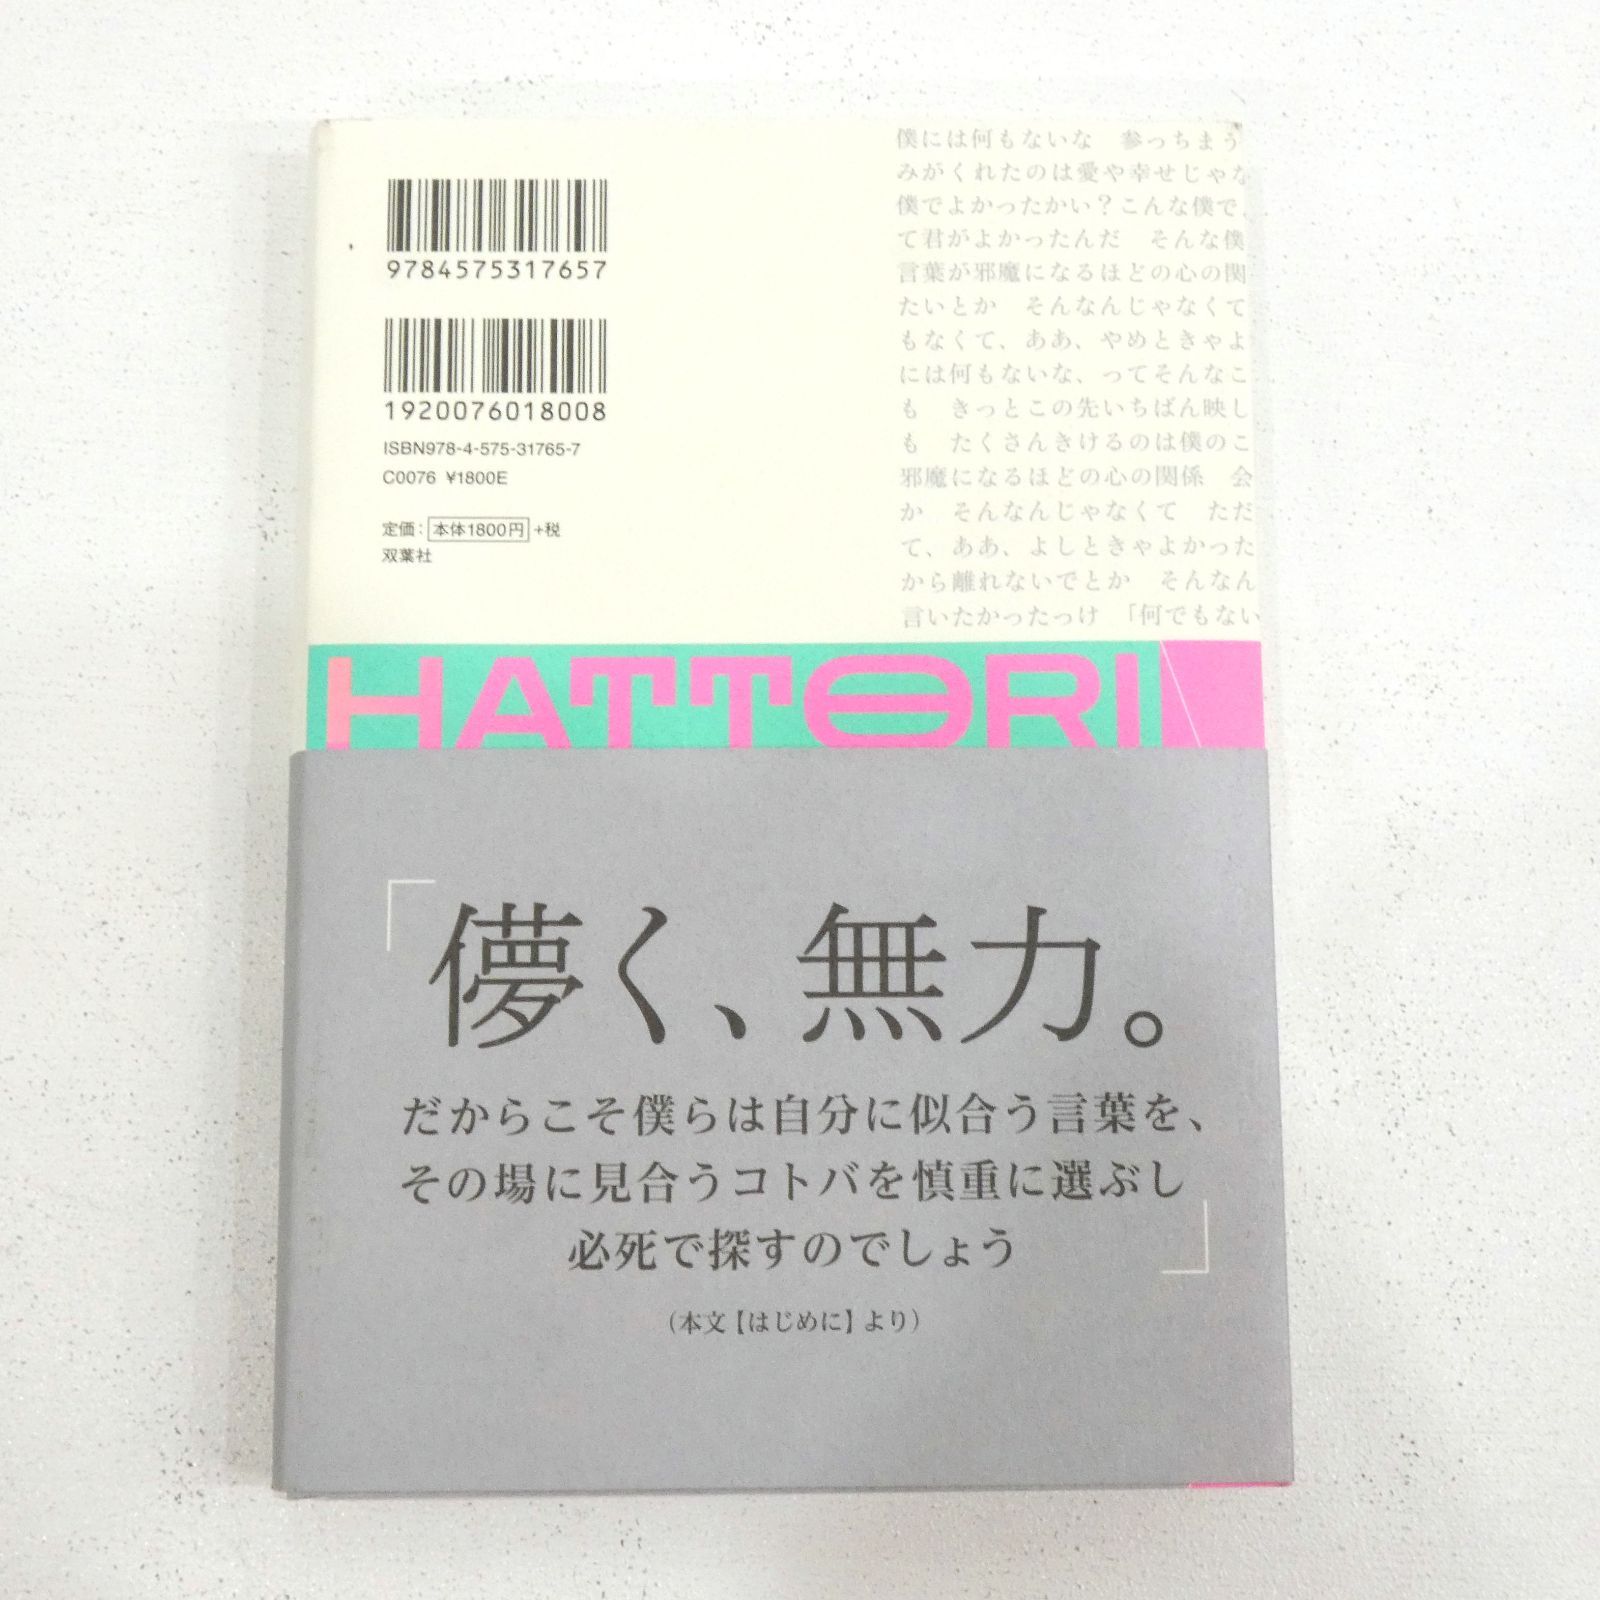 9784575317657
1920076018008
ISBN978-4-575-31765-7
C0076 ¥1800E
定価：本体1800円+税
双葉社
僕には何もないな　参っちまう
みがくれたのは愛や幸せじゃな
僕でよかったかい？こんな僕で、
て君がよかったんだ　そんな僕
言葉が邪魔になるほどの心の関
たいとか　そんなんじゃなくて
もなくて、ああ、やめときゃよ
には何もないな、ってそんなこ
も　きっとこの先いちばん映し
も　たくさんきけるのは僕のこ
邪魔になるほどの心の関係　会
か　そんなんじゃなくて　ただ
て、ああ、よしときゃよかった
から離れないでとか　そんなん
言いたかったっけ　「何でもない
HATTORI
「儚く、無力。
だからこそ僕らは自分に似合う言葉を、
その場に見合うコトバを慎重に選ぶし
必死で探すのでしょう」
（本文【はじめに】より）